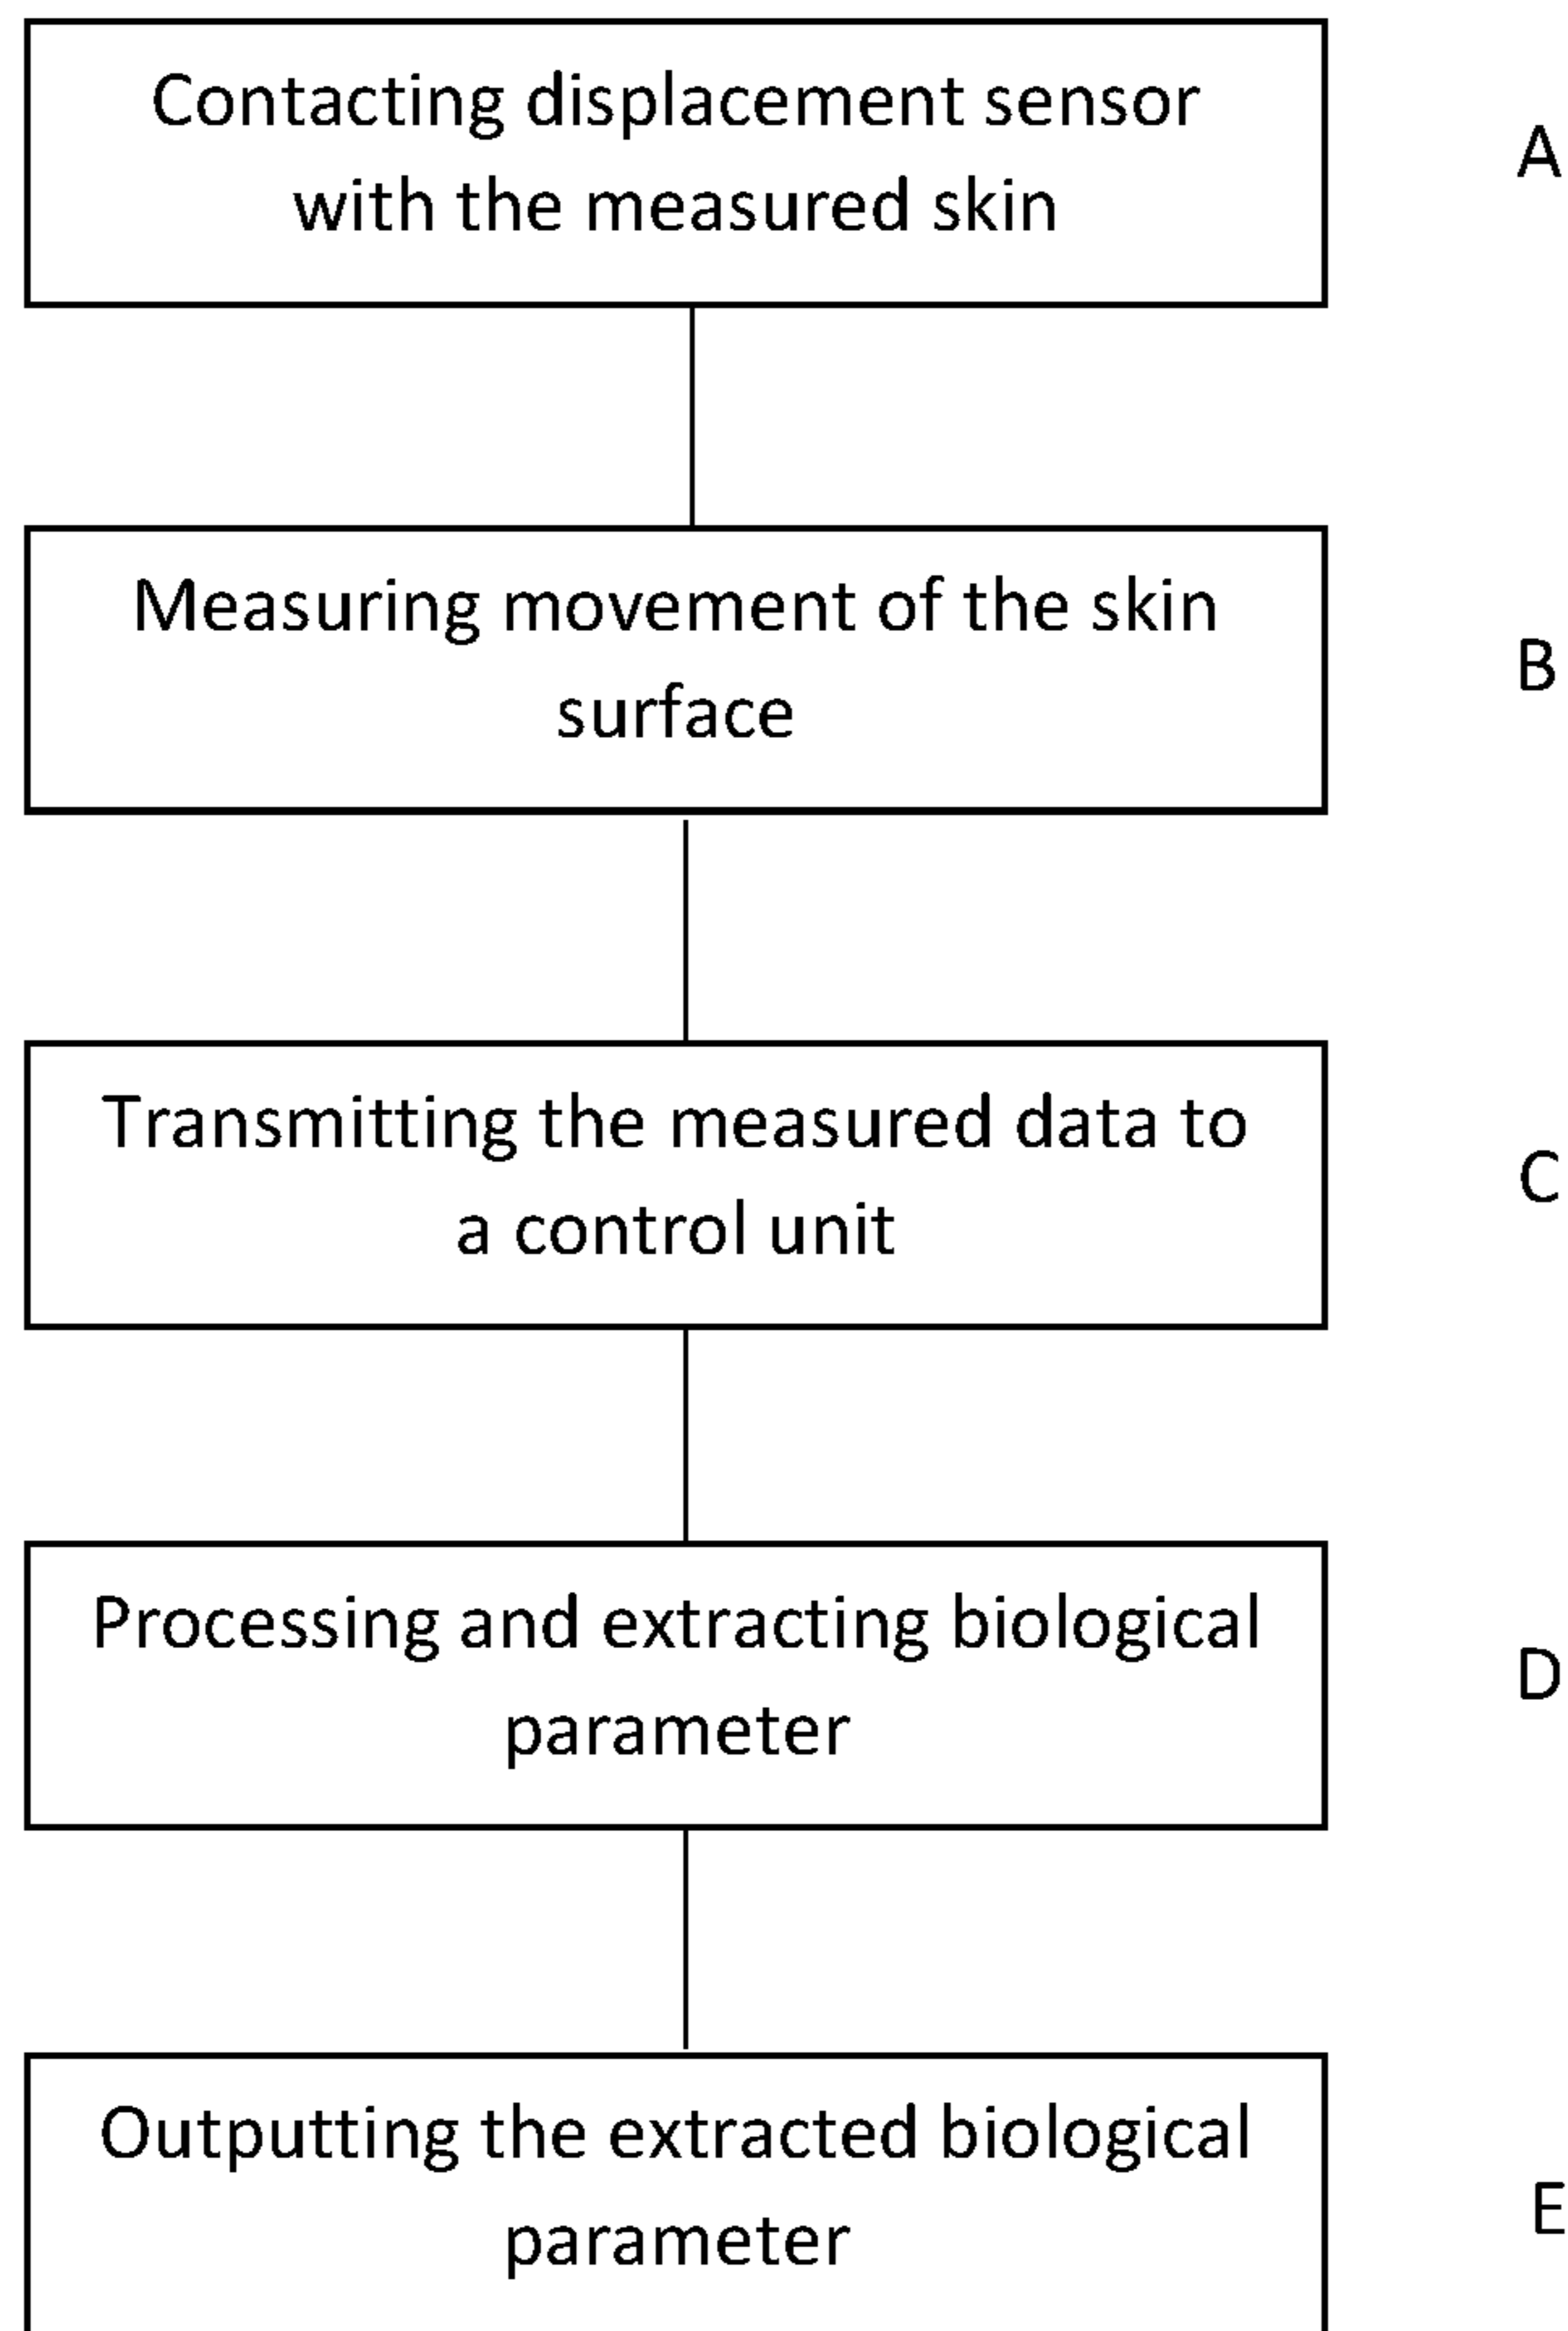 Contacting displacement sensor
with the measured skin
A
Measuring movement of the skin
surface
B
Transmitting the measured data to
a control unit
C
Processing and extracting biological
parameter
D
Outputting the extracted biological
parameter
E